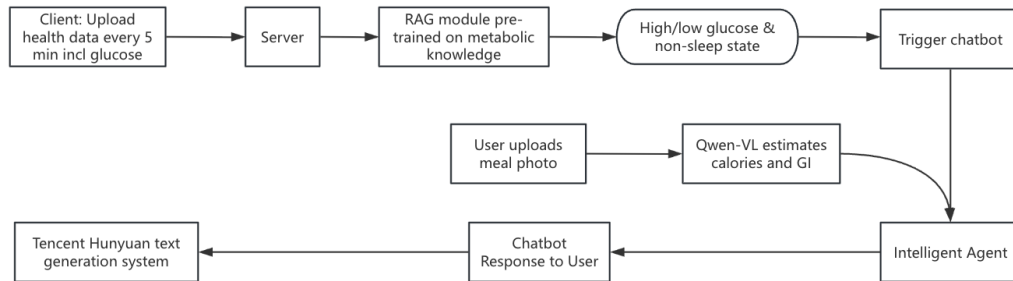 Client: Upload
health data every 5
min incl glucose
Server
RAG module pre-
trained on metabolic
knowledge
High/low glucose &
non-sleep state
Trigger chatbot
User uploads
meal photo
Qwen-VL estimates
calories and GI
Tencent Hunyuan text
generation system
Chatbot
Response to User
Intelligent Agent